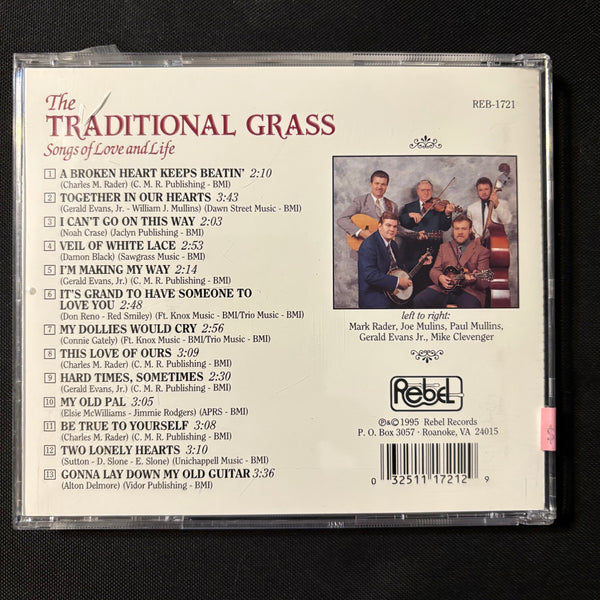 The
TRADITIONAL GRASS
Songs of Love and Life
REB-1721
1 A BROKEN HEART KEEPS BEATIN' 2:10
(Charles M. Rader) (C. M. R. Publishing - BMI)
2 TOGETHER IN OUR HEARTS 3:43
(Gerald Evans, Jr. - William J. Mullins) (Dawn Street Music - BMI)
3 I CAN'T GO ON THIS WAY 2:03
(Noah Crase) (Jaclyn Publishing - BMI)
4 VEIL OF WHITE LACE 2:53
(Damon Black) (Sawgrass Music - BMI)
5 I'M MAKING MY WAY 2:14
(Gerald Evans, Jr.) (C. M. R. Publishing - BMI)
6 IT'S GRAND TO HAVE SOMEONE TO
LOVE YOU 2:48
(Don Reno - Red Smiley) (Ft. Knox Music - BMI/Trio Music - BMI)
7 MY DOLLIES WOULD CRY 2:56
(Connie Gately) (Ft. Knox Music - BMI/Trio Music - BMI)
8 THIS LOVE OF OURS 3:09
(Charles M. Rader) (C. M. R. Publishing - BMI)
9 HARD TIMES, SOMETIMES 2:30
(Gerald Evans, Jr.) (C. M. R. Publishing - BMI)
10 MY OLD PAL 3:05
(Elsie McWilliams - Jimmie Rodgers) (APRS - BMI)
11 BE TRUE TO YOURSELF 3:08
(Charles M. Rader) (C. M. R. Publishing - BMI)
12 TWO LONELY HEARTS 3:10
(Sutton - D. Slone - E. Slone) (Unichappell Music - BMI)
13 GONNA LAY DOWN MY OLD GUITAR 3:36
(Alton Delmore) (Vidor Publishing - BMI)
left to right:
Mark Rader, Joe Mulins, Paul Mullins,
Gerald Evans Jr., Mike Clevenger
Rebel
℗&© 1995 Rebel Records
P. O. Box 3057 - Roanoke, VA 24015
0 32511 17212 9